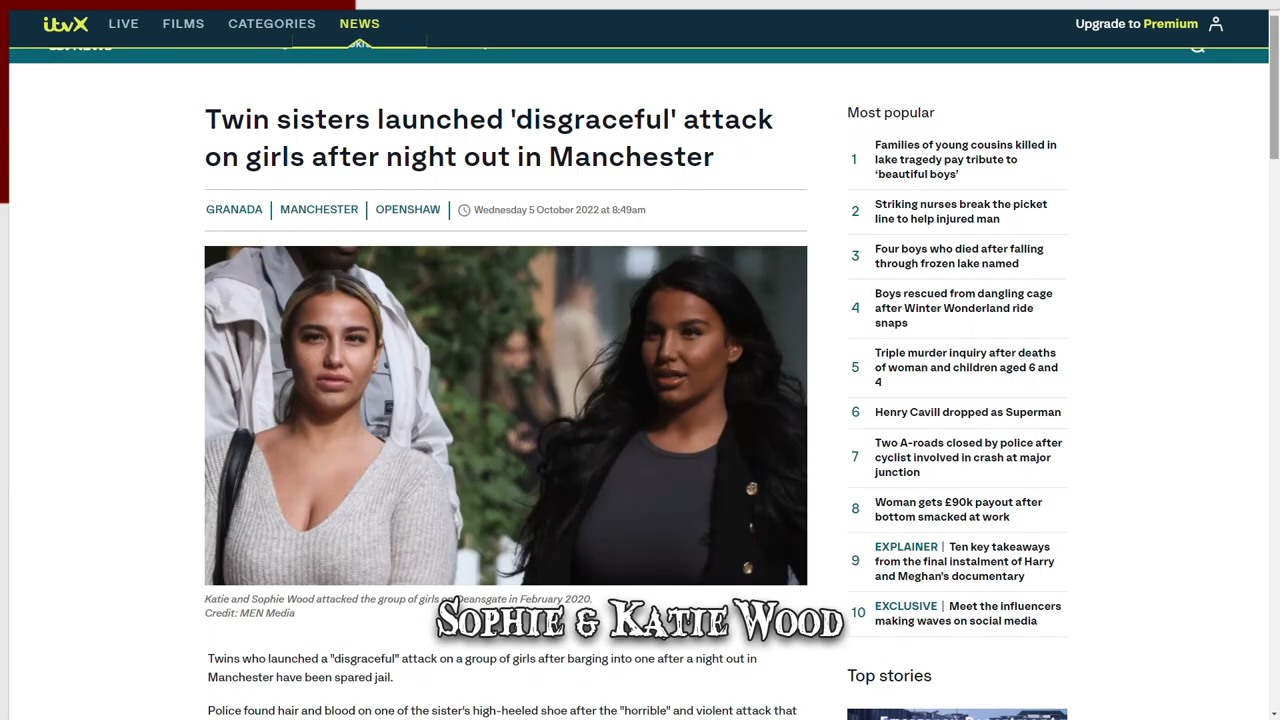 itvX LIVE FILMS CATEGORIES NEWS
Upgrade to Premium
Twin sisters launched 'disgraceful' attack
on girls after night out in Manchester
GRANADA | MANCHESTER | OPENSHAW | Wednesday 5 October 2022 at 8:49am
Katie and Sophie Wood attacked the group of girls on Deansgate in February 2020.
Credit: MEN Media
Sophie & Katie Wood
Twins who launched a "disgraceful" attack on a group of girls after barging into one after a night out in
Manchester have been spared jail.
Police found hair and blood on one of the sister's high-heeled shoe after the "horrible" and violent attack that
Most popular
1 Families of young cousins killed in
lake tragedy pay tribute to
‘beautiful boys’
2 Striking nurses break the picket
line to help injured man
3 Four boys who died after falling
through frozen lake named
4 Boys rescued from dangling cage
after Winter Wonderland ride
snaps
5 Triple murder inquiry after deaths
of woman and children aged 6 and
4
6 Henry Cavill dropped as Superman
7 Two A-roads closed by police after
cyclist involved in crash at major
junction
8 Woman gets £90k payout after
bottom smacked at work
9 EXPLAINER | Ten key takeaways
from the final instalment of Harry
and Meghan's documentary
10 EXCLUSIVE | Meet the influencers
making waves on social media
Top stories